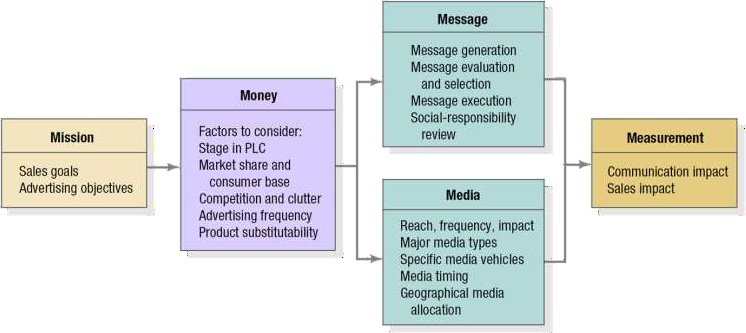 Mission
Sales goals
Advertising objectives
Money
Factors to consider:
Stage in PLC
Market share and
consumer base
Competition and clutter
Advertising frequency
Product substitutability
Message
Message generation
Message evaluation
and selection
Message execution
Social-responsibility
review
Media
Reach, frequency, impact
Major media types
Specific media vehicles
Media timing
Geographical media
allocation
Measurement
Communication impact
Sales impact